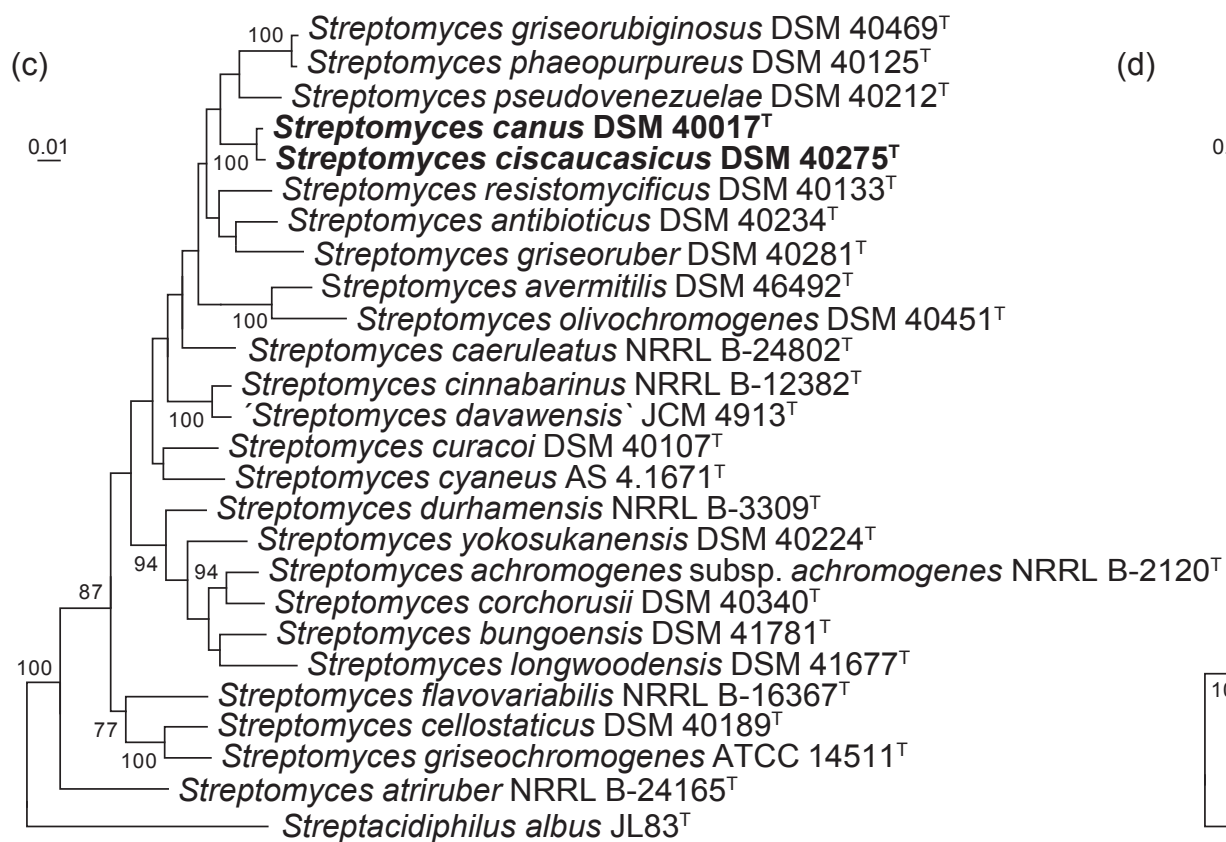 Streptomyces griseorubiginosus DSM 40469ᵀ
100
(c)
Streptomyces phaeopurpureus DSM 40125ᵀ
(d)
Streptomyces pseudovenezuelae DSM 40212ᵀ
Streptomyces canus DSM 40017ᵀ
0.01
0.
100
Streptomyces ciscaucasicus DSM 40275ᵀ
Streptomyces resistomycificus DSM 40133ᵀ
Streptomyces antibioticus DSM 40234ᵀ
Streptomyces griseoruber DSM 40281ᵀ
Streptomyces avermitilis DSM 46492ᵀ
100
Streptomyces olivochromogenes DSM 40451ᵀ
Streptomyces caeruleatus NRRL B-24802ᵀ
Streptomyces cinnabarinus NRRL B-12382ᵀ
100
´Streptomyces davawensis` JCM 4913ᵀ
Streptomyces curacoi DSM 40107ᵀ
Streptomyces cyaneus AS 4.1671ᵀ
Streptomyces durhamensis NRRL B-3309ᵀ
Streptomyces yokosukanensis DSM 40224ᵀ
94
94
Streptomyces achromogenes subsp. achromogenes NRRL B-2120ᵀ
87
Streptomyces corchorusii DSM 40340ᵀ
Streptomyces bungoensis DSM 41781ᵀ
100
Streptomyces longwoodensis DSM 41677ᵀ
10
Streptomyces flavovariabilis NRRL B-16367ᵀ
77
Streptomyces cellostaticus DSM 40189ᵀ
100
Streptomyces griseochromogenes ATCC 14511ᵀ
Streptomyces atriruber NRRL B-24165ᵀ
Streptacidiphilus albus JL83ᵀ